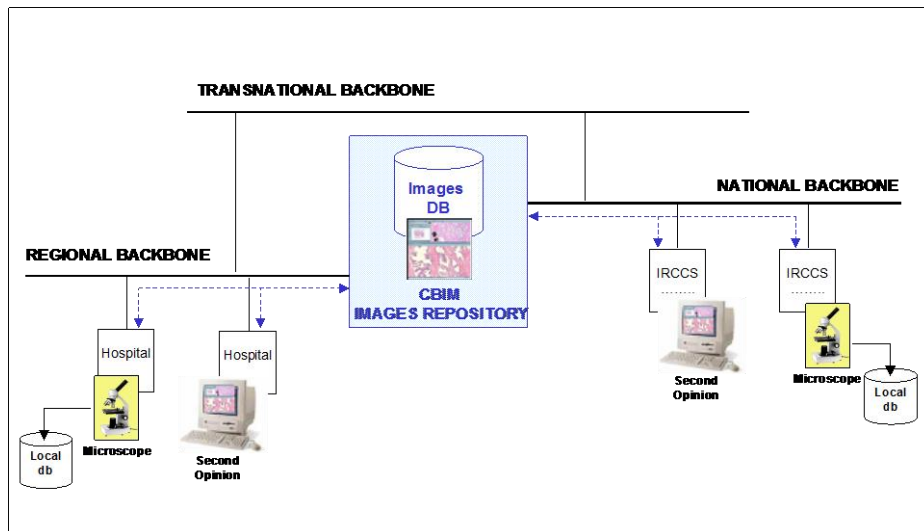 TRANSNATIONAL BACKBONE
Images
DB
NATIONAL BACKBONE
REGIONAL BACKBONE
CBIM
IMAGES REPOSITORY
IRCCS
........
IRCCS
........
Hospital
Hospital
Second
Opinion
Microscope
Local
db
Microscope
Local
db
Second
Opinion